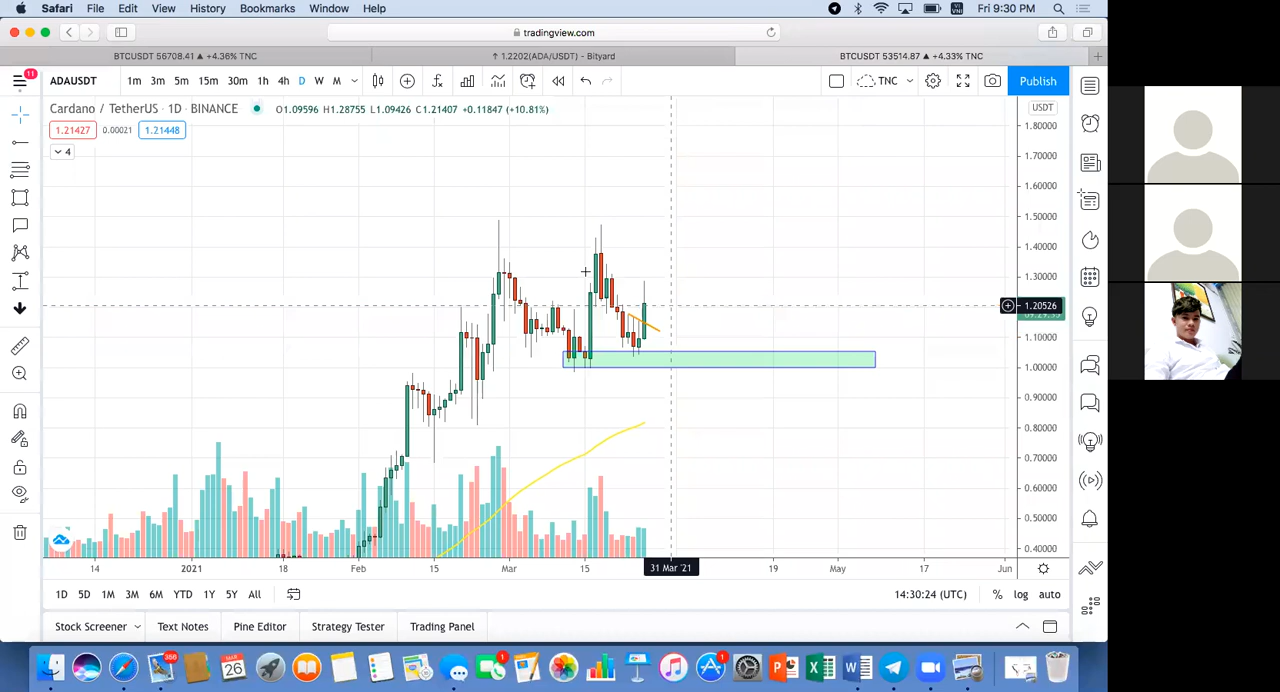 Safari File Edit View History Bookmarks Window Help
VI
VNI
Fri 9:30 PM
tradingview.com
BTCUSDT 56708.41 ▲ +4.36% TNC
↑ 1.2202(ADA/USDT) - Bityard
BTCUSDT 53514.87 ▲ +4.33% TNC
11
ADAUSDT 1m 3m 5m 15m 30m 1h 4h D W M
TNC
Publish
Cardano / TetherUS · 1D · BINANCE
O1.09596 H1.28755 L1.09426 C1.21407 +0.11847 (+10.81%)
USDT
1.21427 0.00021 1.21448
4
1.80000
1.70000
1.60000
1.50000
1.40000
1.30000
1.20526
1.10000
1.00000
0.90000
0.80000
0.70000
0.60000
0.50000
0.40000
14 2021 18 Feb 15 Mar 15 31 Mar '21 19 May 17 Jun
1D 5D 1M 3M 6M YTD 1Y 5Y All
14:30:24 (UTC) % log auto
Stock Screener Text Notes Pine Editor Strategy Tester Trading Panel
MAR
26
1
1